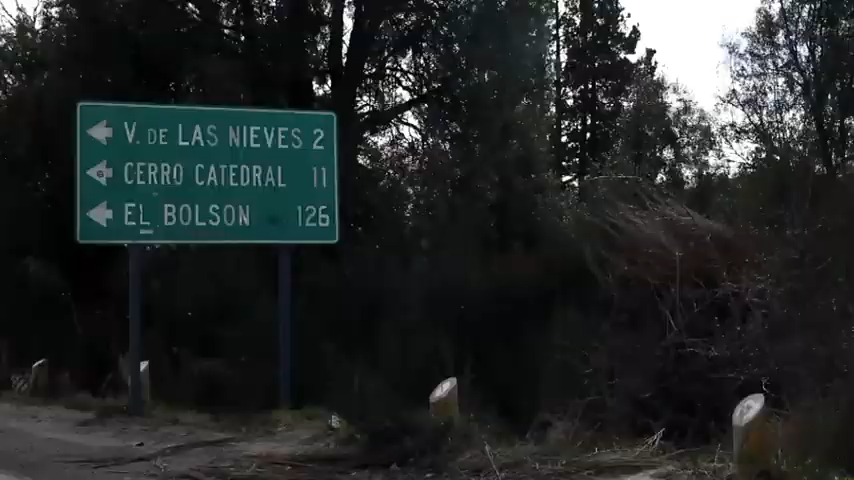 V. DE LAS NIEVES 2
CERRO CATEDRAL 11
EL BOLSON 126